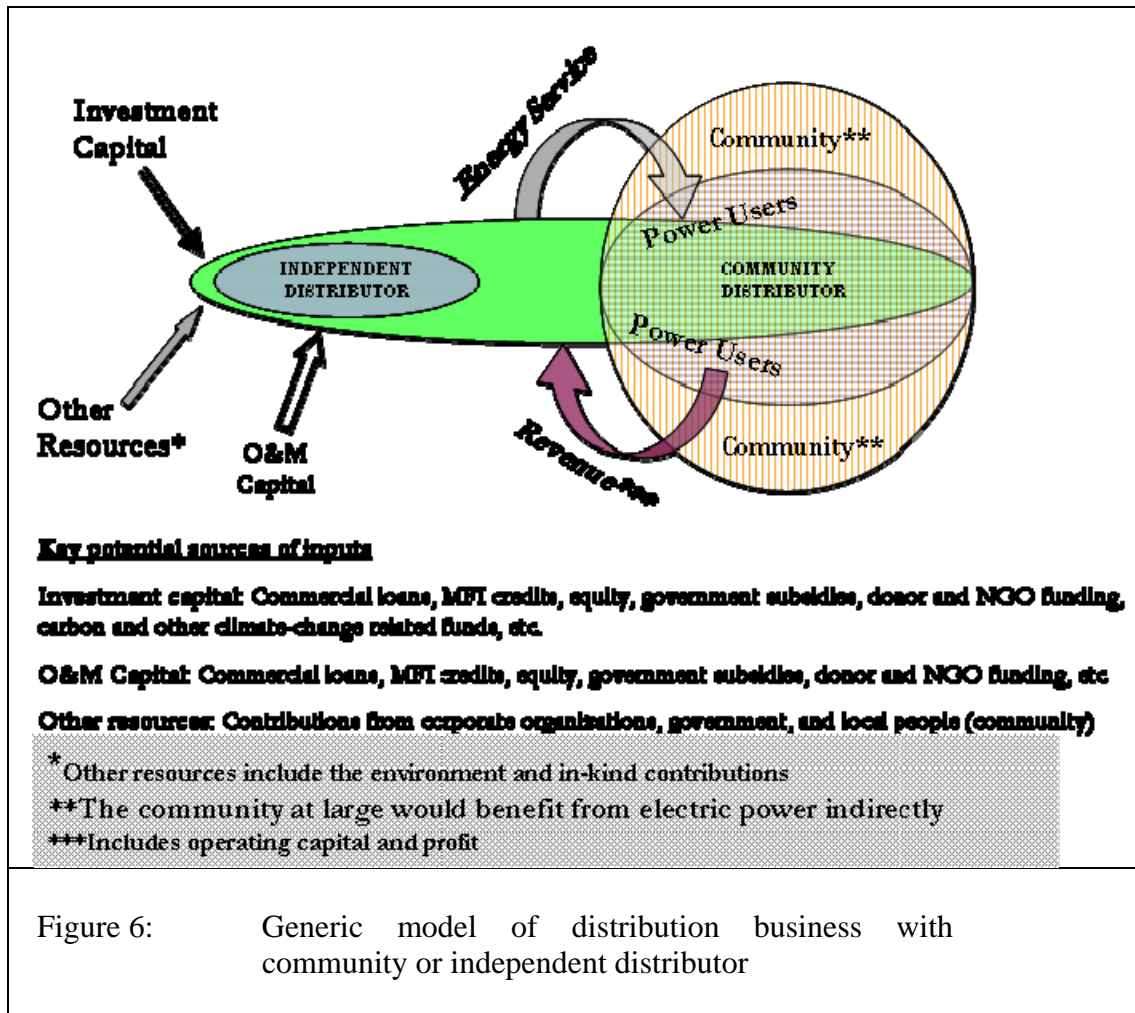 Energy Service
Investment
Capital
Community**
Power Users
INDEPENDENT
DISTRIBUTOR
COMMUNITY
DISTRIBUTOR
Power Users
Other
Resources*
O&M
Capital
Revenue***
Community**
Key potential sources of inputs
Investment capital: Commercial loans, MFI credits, equity, government subsidies, donor and NGO funding,
carbon and other climate-change related funds, etc.
O&M Capital: Commercial loans, MFI credits, equity, government subsidies, donor and NGO funding, etc
Other resources: Contributions from corporate organisations, government, and local people (community)
*Other resources include the environment and in-kind contributions
**The community at large would benefit from electric power indirectly
***Includes operating capital and profit
Figure 6: Generic model of distribution business with
community or independent distributor